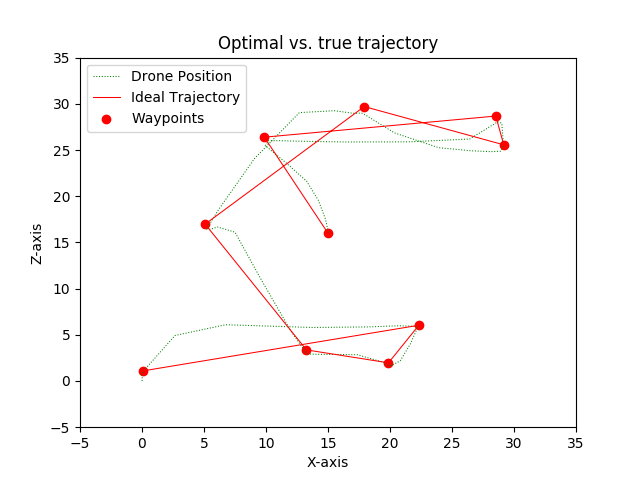 Optimal vs. true trajectory
Drone Position
Ideal Trajectory
Waypoints
Z-axis
35
30
25
20
15
10
5
0
−5
−5 0 5 10 15 20 25 30 35
X-axis